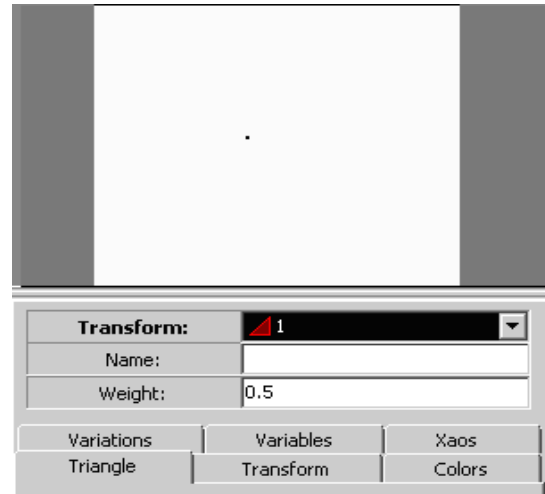 Transform: 1
Name:
Weight: 0.5
Variations Variables Xaos
Triangle Transform Colors